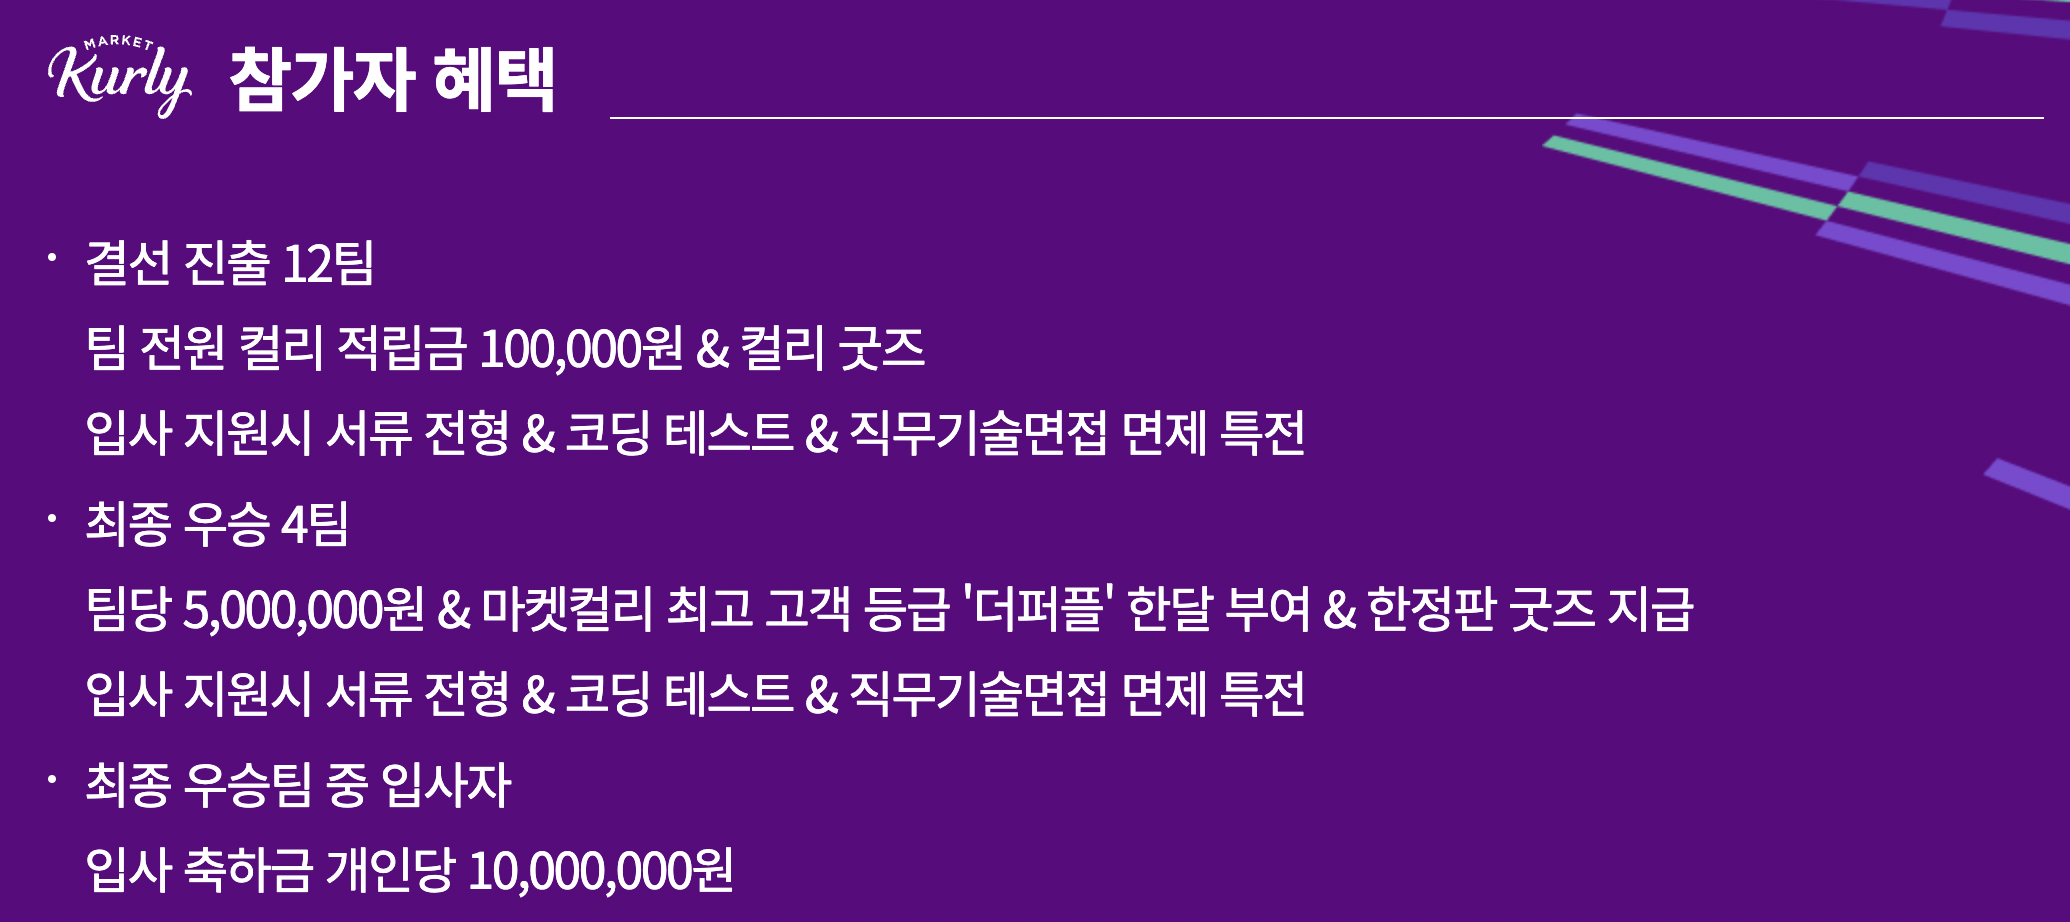 MARKET
Kurly
참가자 혜택
· 결선 진출 12팀
팀 전원 컬리 적립금 100,000원 & 컬리 굿즈
입사 지원시 서류 전형 & 코딩 테스트 & 직무기술면접 면제 특전
· 최종 우승 4팀
팀당 5,000,000원 & 마켓컬리 최고 고객 등급 '더퍼플' 한달 부여 & 한정판 굿즈 지급
입사 지원시 서류 전형 & 코딩 테스트 & 직무기술면접 면제 특전
· 최종 우승팀 중 입사자
입사 축하금 개인당 10,000,000원